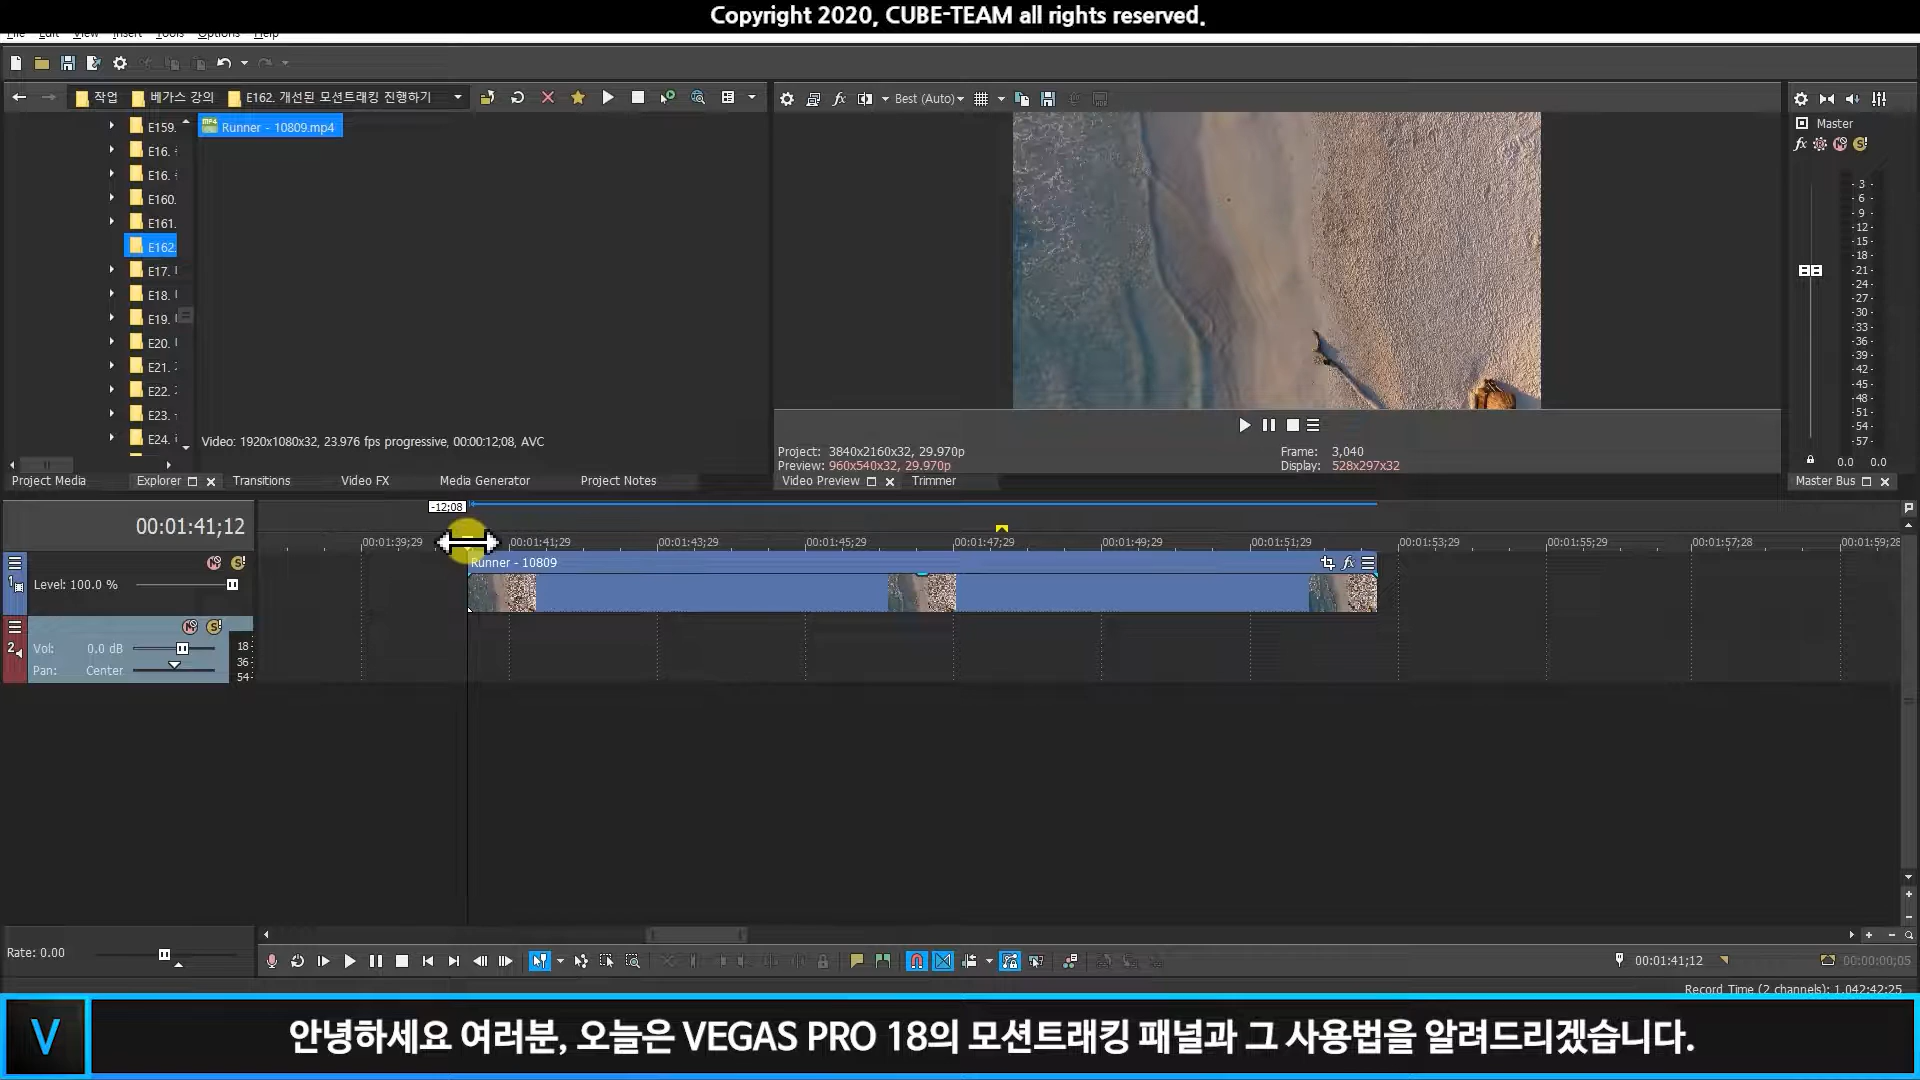 Copyright 2020, CUBE-TEAM all rights reserved.
File Edit View Insert Tools Options Help
작업 베가스 강의 E162. 개선된 모션트래킹 진행하기
Best (Auto)
E159.
E16.
E16.
E160.
E161.
E162.
E17.
E18.
E19.
E20.
E21.
E22.
E23.
E24.
Runner - 10809.mp4
Video: 1920x1080x32, 23.976 fps progressive, 00:00:12;08, AVC
Project Media Explorer Transitions Video FX Media Generator Project Notes
Project: 3840x2160x32, 29.970p
Preview: 960x540x32, 29.970p
Frame: 3,040
Display: 528x297x32
Video Preview Trimmer
Master
fx
-3-
-6-
-9-
-12-
-15-
-18-
-21-
-24-
-27-
-30-
-33-
-36-
-39-
-42-
-45-
-48-
-51-
-54-
-57-
0.0 0.0
Master Bus
00:01:41;12
-12;08
00:01:39;29 00:01:41;29 00:01:43;29 00:01:45;29 00:01:47;29 00:01:49;29 00:01:51;29 00:01:53;29 00:01:55;29 00:01:57;28 00:01:59;28
1
Level: 100.0 %
Runner - 10809
fx
2
Vol: 0.0 dB
Pan: Center
18
36
54
Rate: 0.00
00:01:41;12
00:00:00;05
Record Time (2 channels): 1,042:42:25
V
안녕하세요 여러분, 오늘은 VEGAS PRO 18의 모션트래킹 패널과 그 사용법을 알려드리겠습니다.